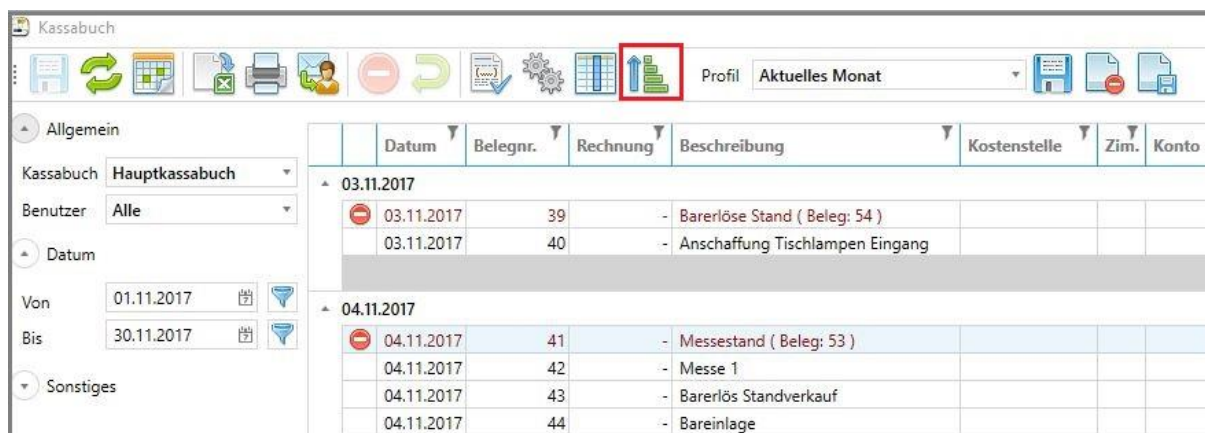 Kassabuch
Profil Aktuelles Monat
Allgemein
Kassabuch Hauptkassabuch
Benutzer Alle
Datum
Von 01.11.2017
Bis 30.11.2017
Sonstiges
Datum Belegnr. Rechnung Beschreibung Kostenstelle Zim. Konto
03.11.2017
03.11.2017 39 - Barerlöse Stand ( Beleg: 54 )
03.11.2017 40 - Anschaffung Tischlampen Eingang
04.11.2017
04.11.2017 41 - Messestand ( Beleg: 53 )
04.11.2017 42 - Messe 1
04.11.2017 43 - Barerlös Standverkauf
04.11.2017 44 - Bareinlage